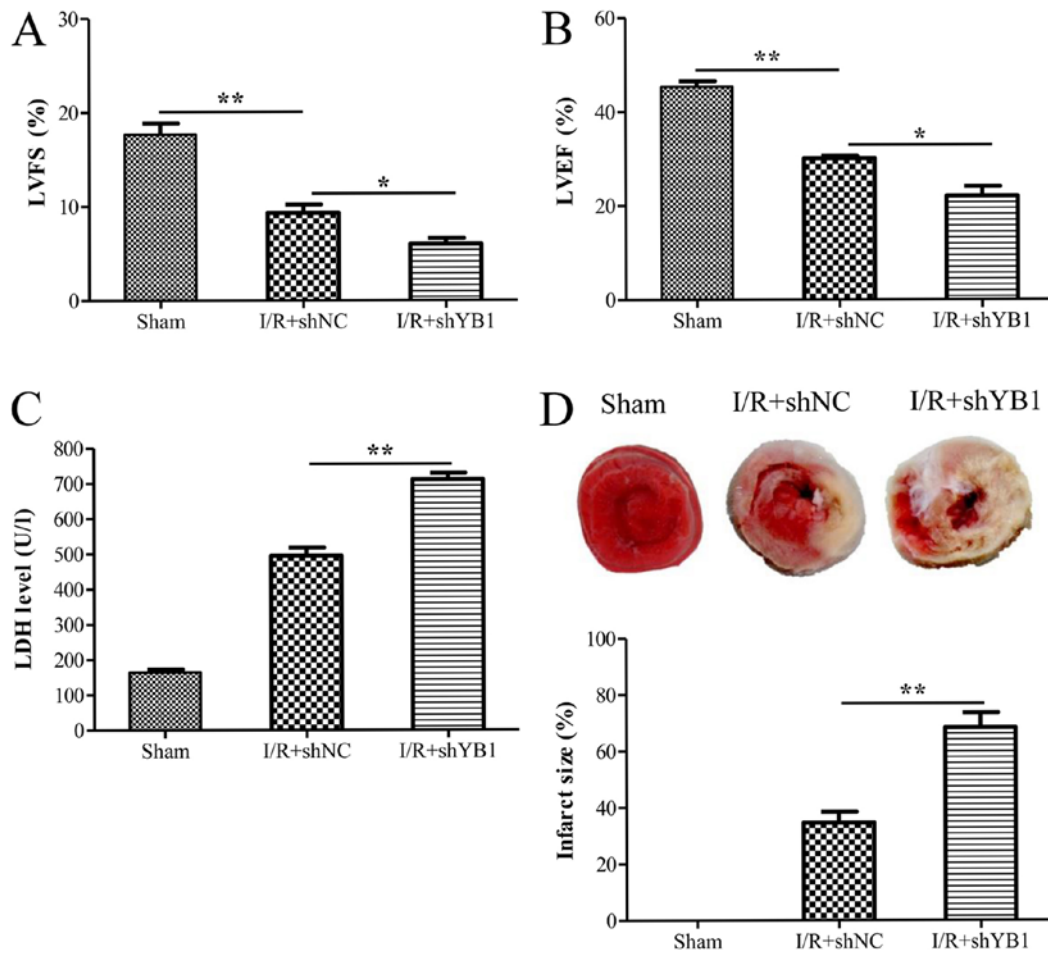 A
LVFS (%)
30
20
10
0
**
*
Sham
I/R+shNC
I/R+shYB1
B
LVEF (%)
60
40
20
0
**
*
Sham
I/R+shNC
I/R+shYB1
C
LDH level (U/l)
800
700
600
500
400
300
200
100
0
**
Sham
I/R+shNC
I/R+shYB1
D
Sham
I/R+shNC
I/R+shYB1
Infarct size (%)
100
80
60
40
20
0
**
Sham
I/R+shNC
I/R+shYB1